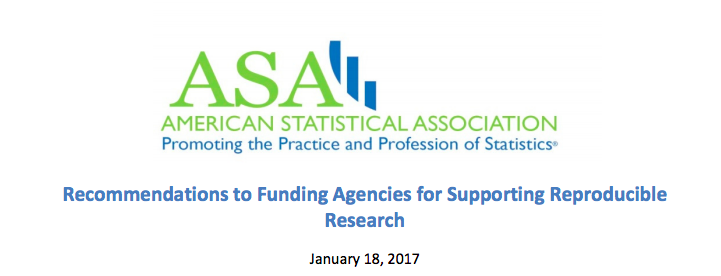 ASA
AMERICAN STATISTICAL ASSOCIATION
Promoting the Practice and Profession of Statistics®
Recommendations to Funding Agencies for Supporting Reproducible
Research
January 18, 2017